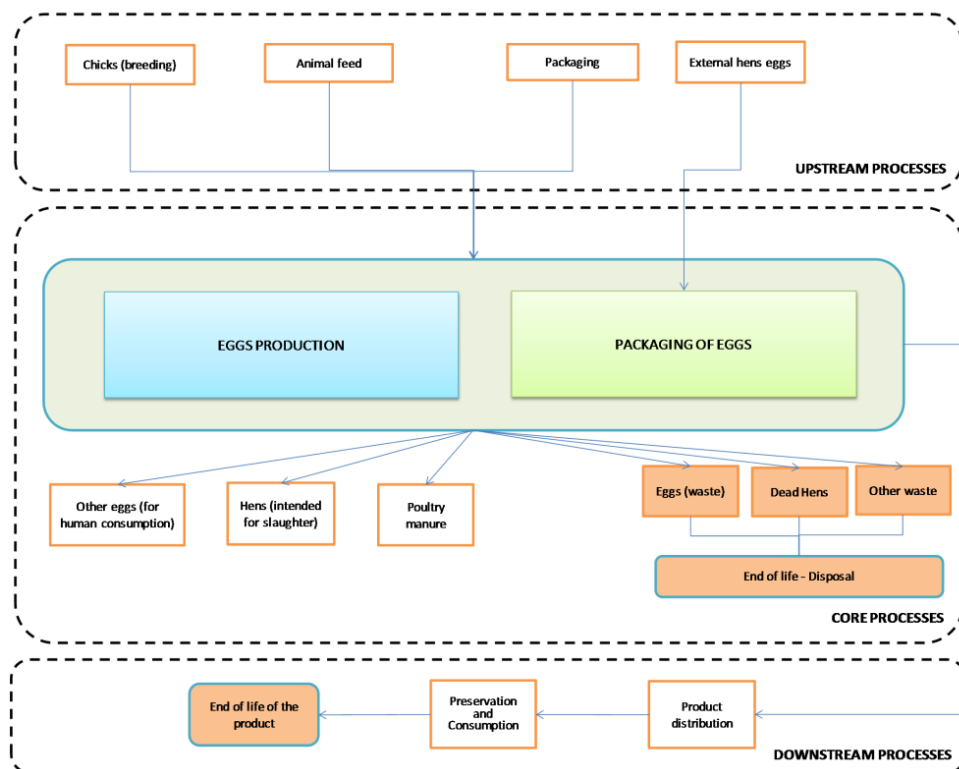 Chicks (breeding)
Animal feed
Packaging
External hens eggs
UPSTREAM PROCESSES
EGGS PRODUCTION
PACKAGING OF EGGS
Other eggs (for
human consumption)
Hens (intended
for slaughter)
Poultry
manure
Eggs (waste)
Dead Hens
Other waste
End of life - Disposal
CORE PROCESSES
End of life of the
product
Preservation
and
Consumption
Product
distribution
DOWNSTREAM PROCESSES